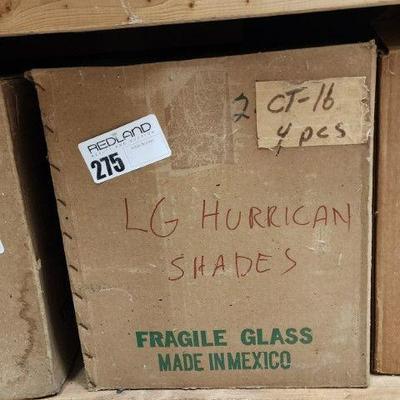 2 CT-16
4 pcs
REDLAND
275
LG HURRICAN
SHADES
FRAGILE GLASS
MADE IN MEXICO